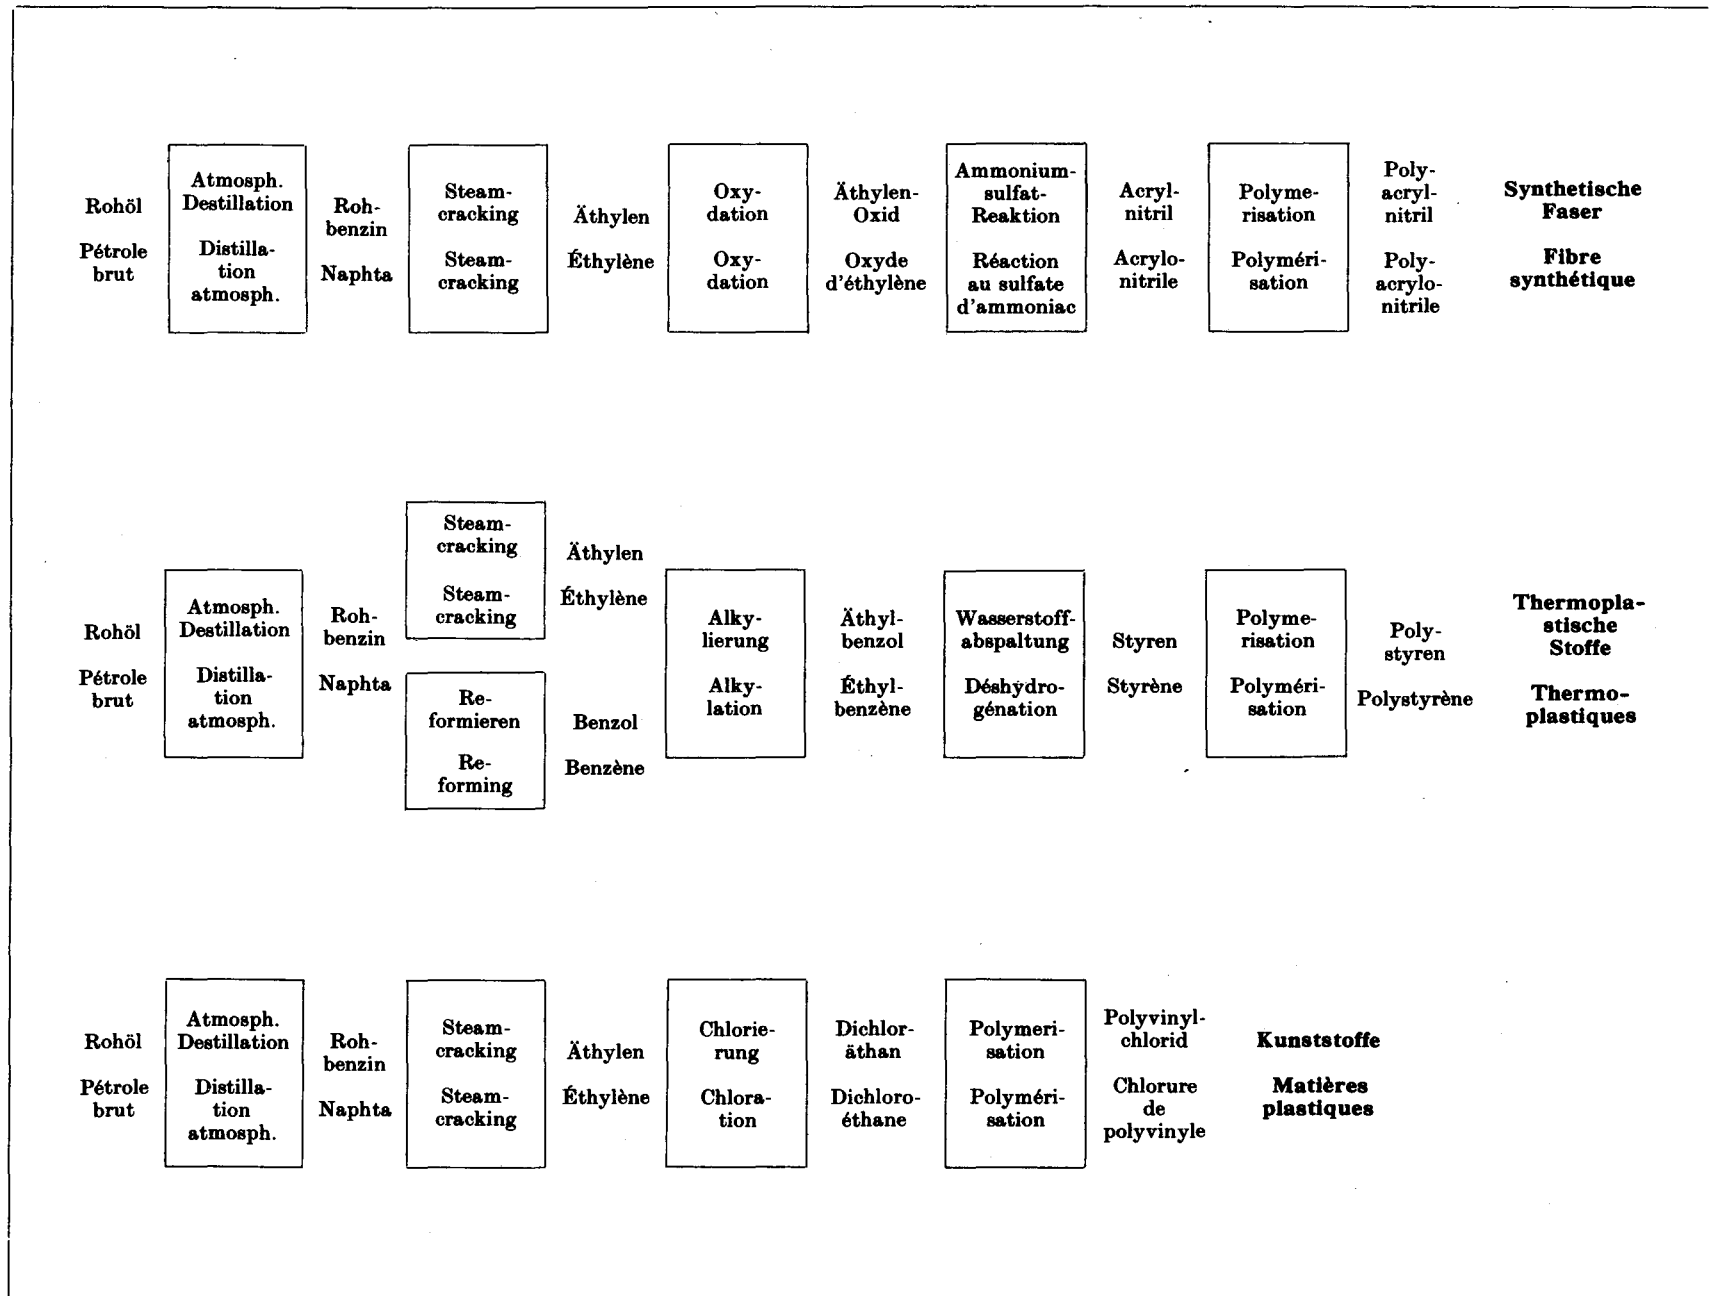 Rohöl
Pétrole
brut
Atmosph.
Destillation
Distilla-
tion
atmosph.
Roh-
benzin
Naphta
Steam-
cracking
Steam-
cracking
Äthylen
Éthylène
Oxy-
dation
Oxy-
dation
Äthylen-
Oxid
Oxyde
d'éthylène
Ammonium-
sulfat-
Reaktion
Réaction
au sulfate
d'ammoniac
Acryl-
nitril
Acrylo-
nitrile
Polyme-
risation
Polyméri-
sation
Poly-
acryl-
nitril
Poly-
acrylo-
nitrile
Synthetische
Faser
Fibre
synthétique
Rohöl
Pétrole
brut
Atmosph.
Destillation
Distilla-
tion
atmosph.
Roh-
benzin
Naphta
Steam-
cracking
Steam-
cracking
Äthylen
Éthylène
Re-
formieren
Re-
forming
Benzol
Benzène
Alky-
lierung
Alky-
lation
Äthyl-
benzol
Éthyl-
benzène
Wasserstoff-
abspaltung
Déshydro-
génation
Styren
Styrène
Polyme-
risation
Polyméri-
sation
Poly-
styren
Polystyrène
Thermopla-
stische
Stoffe
Thermo-
plastiques
Rohöl
Pétrole
brut
Atmosph.
Destillation
Distilla-
tion
atmosph.
Roh-
benzin
Naphta
Steam-
cracking
Steam-
cracking
Äthylen
Éthylène
Chlorie-
rung
Chlora-
tion
Dichlor-
äthan
Dichloro-
éthane
Polymeri-
sation
Polyméri-
sation
Polyvinyl-
chlorid
Chlorure
de
polyvinyle
Kunststoffe
Matières
plastiques